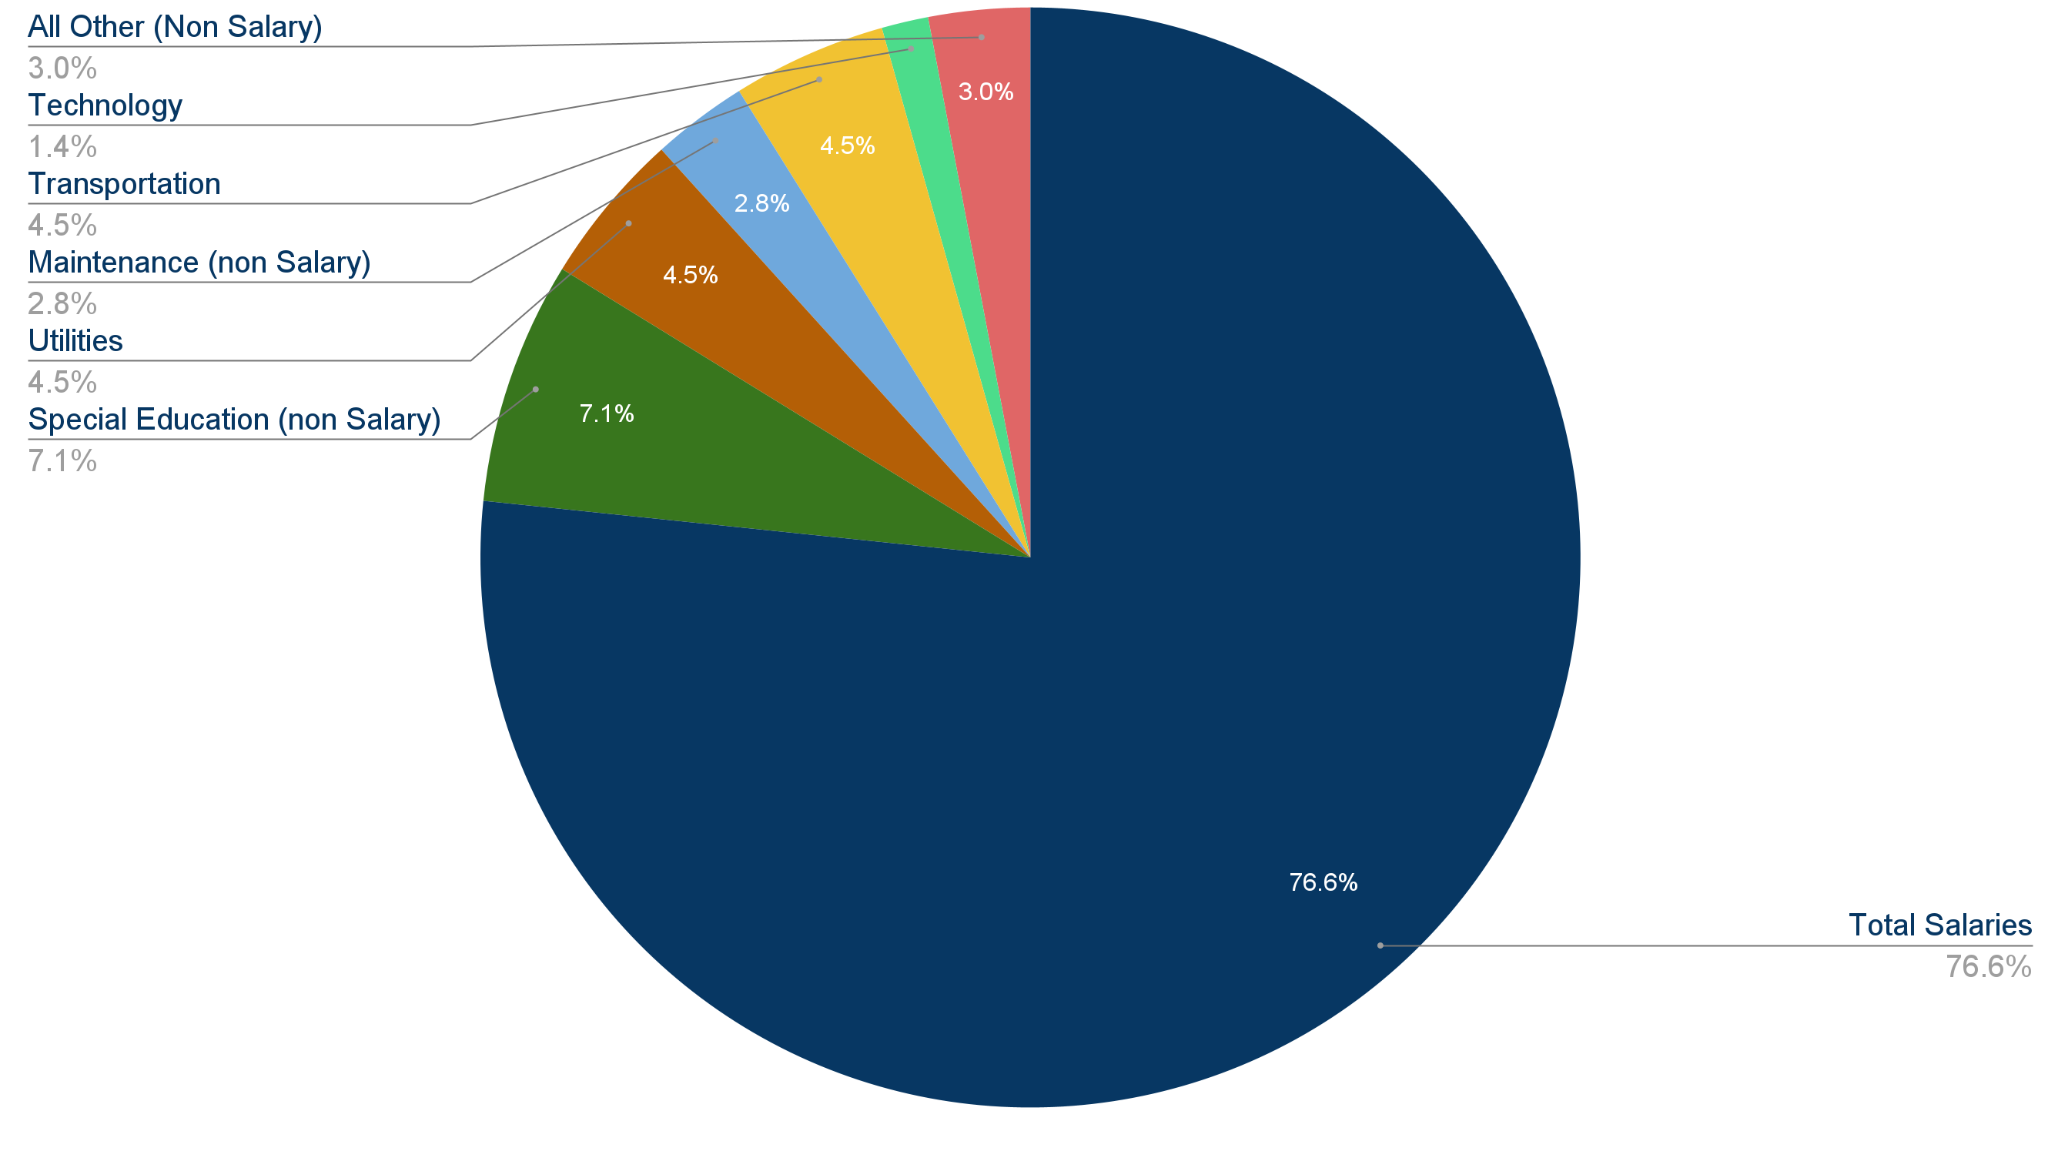 All Other (Non Salary)
3.0%
Technology
1.4%
Transportation
4.5%
Maintenance (non Salary)
2.8%
Utilities
4.5%
Special Education (non Salary)
7.1%
3.0%
4.5%
2.8%
4.5%
7.1%
76.6%
Total Salaries
76.6%